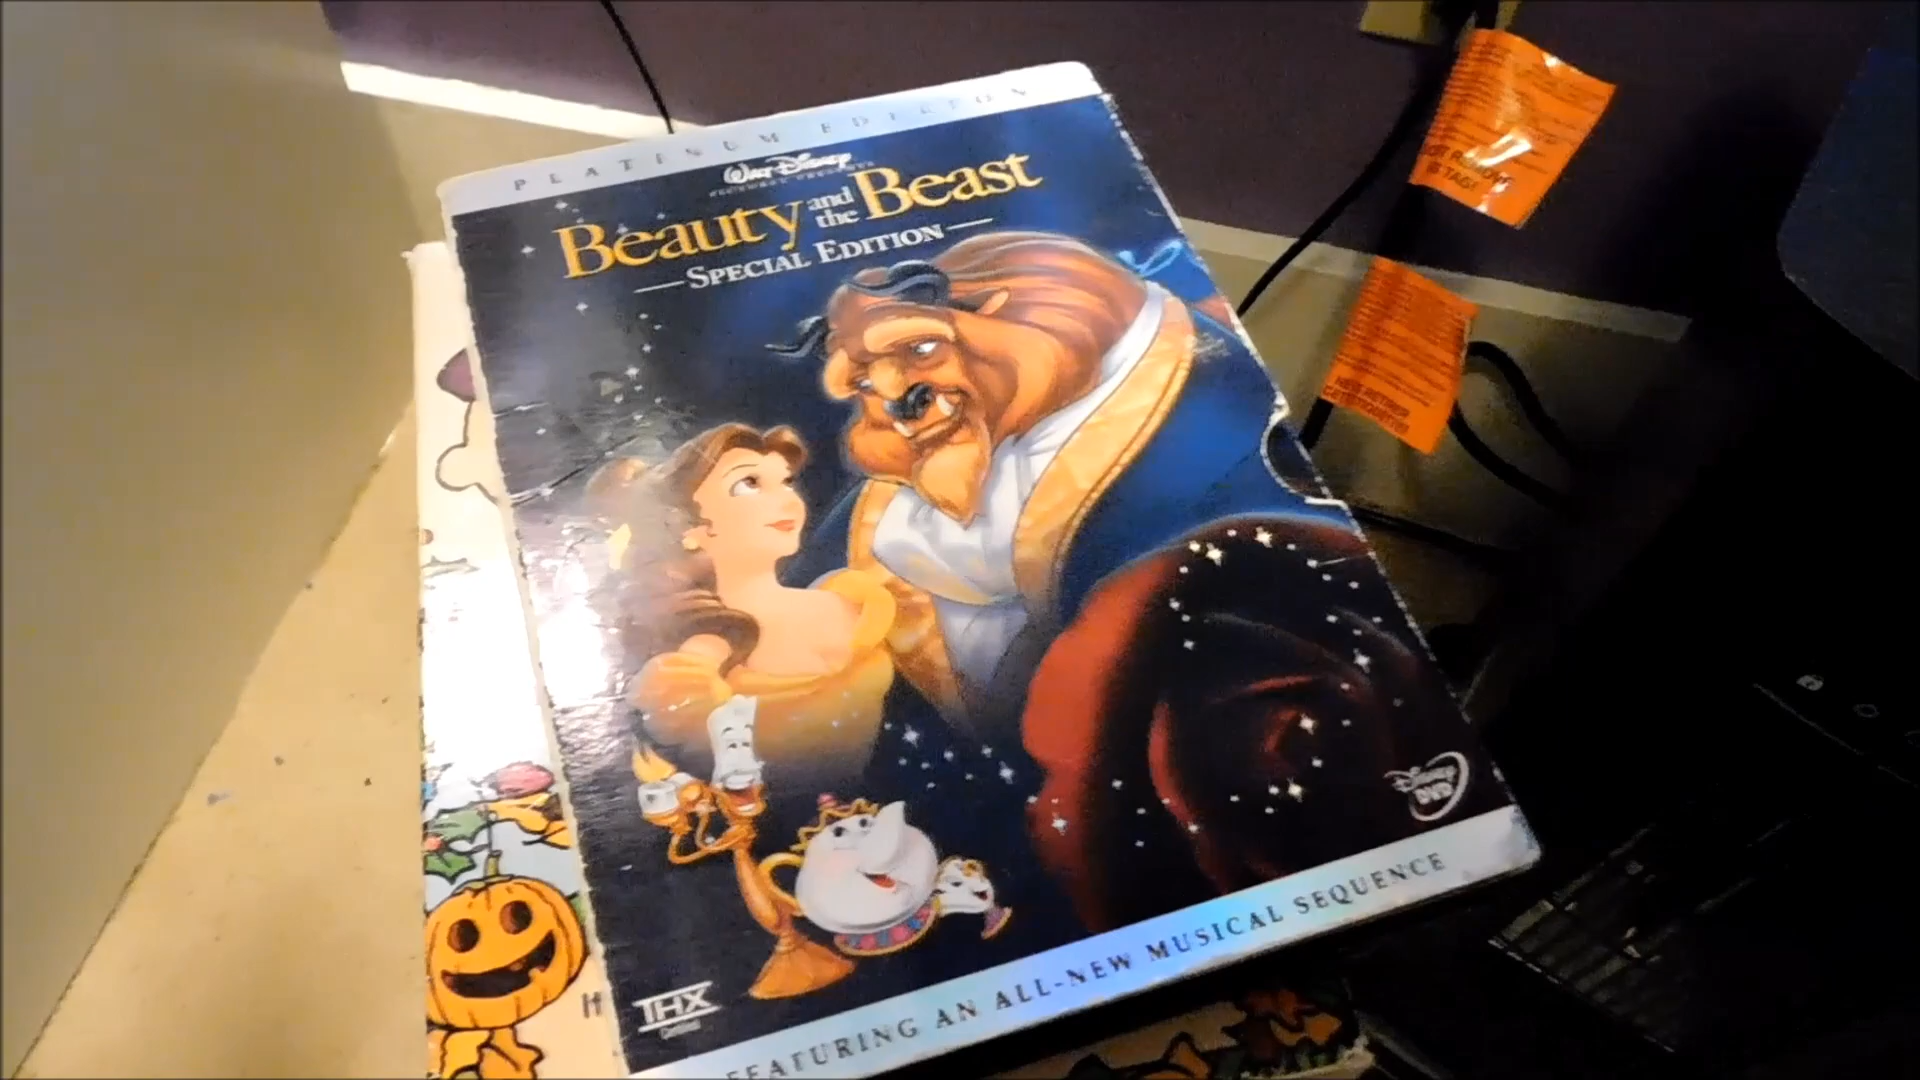 PLATINUM EDITION
Walt Disney
Beauty and the Beast
SPECIAL EDITION
Disney
DVD
THX
FEATURING AN ALL-NEW MUSICAL SEQUENCE